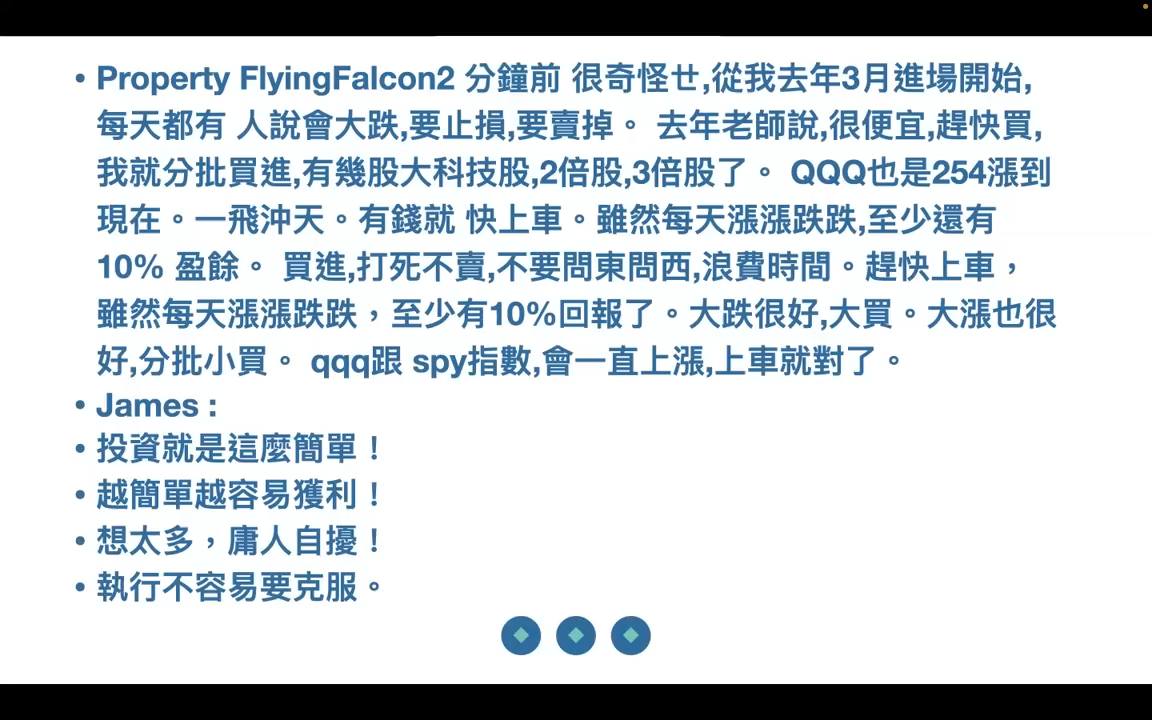 • Property FlyingFalcon2 分鐘前 很奇怪ㄝ,從我去年3月進場開始,
每天都有 人說會大跌,要止損,要賣掉。 去年老師說,很便宜,趕快買,
我就分批買進,有幾股大科技股,2倍股,3倍股了。 QQQ也是254漲到
現在。一飛沖天。有錢就 快上車。雖然每天漲漲跌跌,至少還有
10% 盈餘。 買進,打死不賣,不要問東問西,浪費時間。趕快上車，
雖然每天漲漲跌跌，至少有10%回報了。大跌很好,大買。大漲也很
好,分批小買。 qqq跟 spy指數,會一直上漲,上車就對了。
• James :
• 投資就是這麼簡單！
• 越簡單越容易獲利！
• 想太多，庸人自擾！
• 執行不容易要克服。